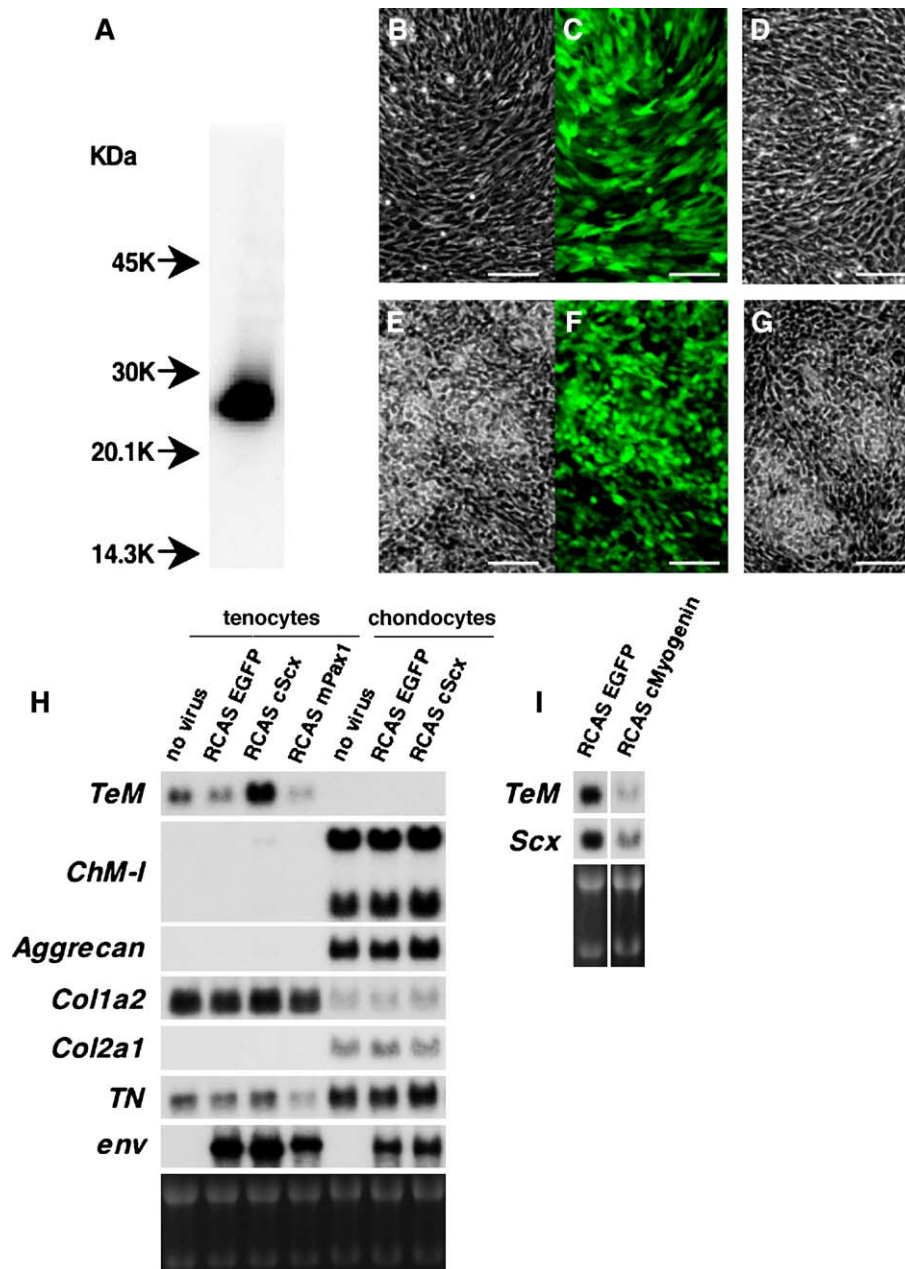 A
KDa
45K
30K
20.1K
14.3K
B
C
D
E
F
G
H
tenocytes
chondocytes
no virus
RCAS EGFP
RCAS cScx
RCAS mPax1
no virus
RCAS EGFP
RCAS cScx
TeM
ChM-I
Aggrecan
Col1a2
Col2a1
TN
env
I
RCAS EGFP
RCAS cMyogenin
TeM
Scx